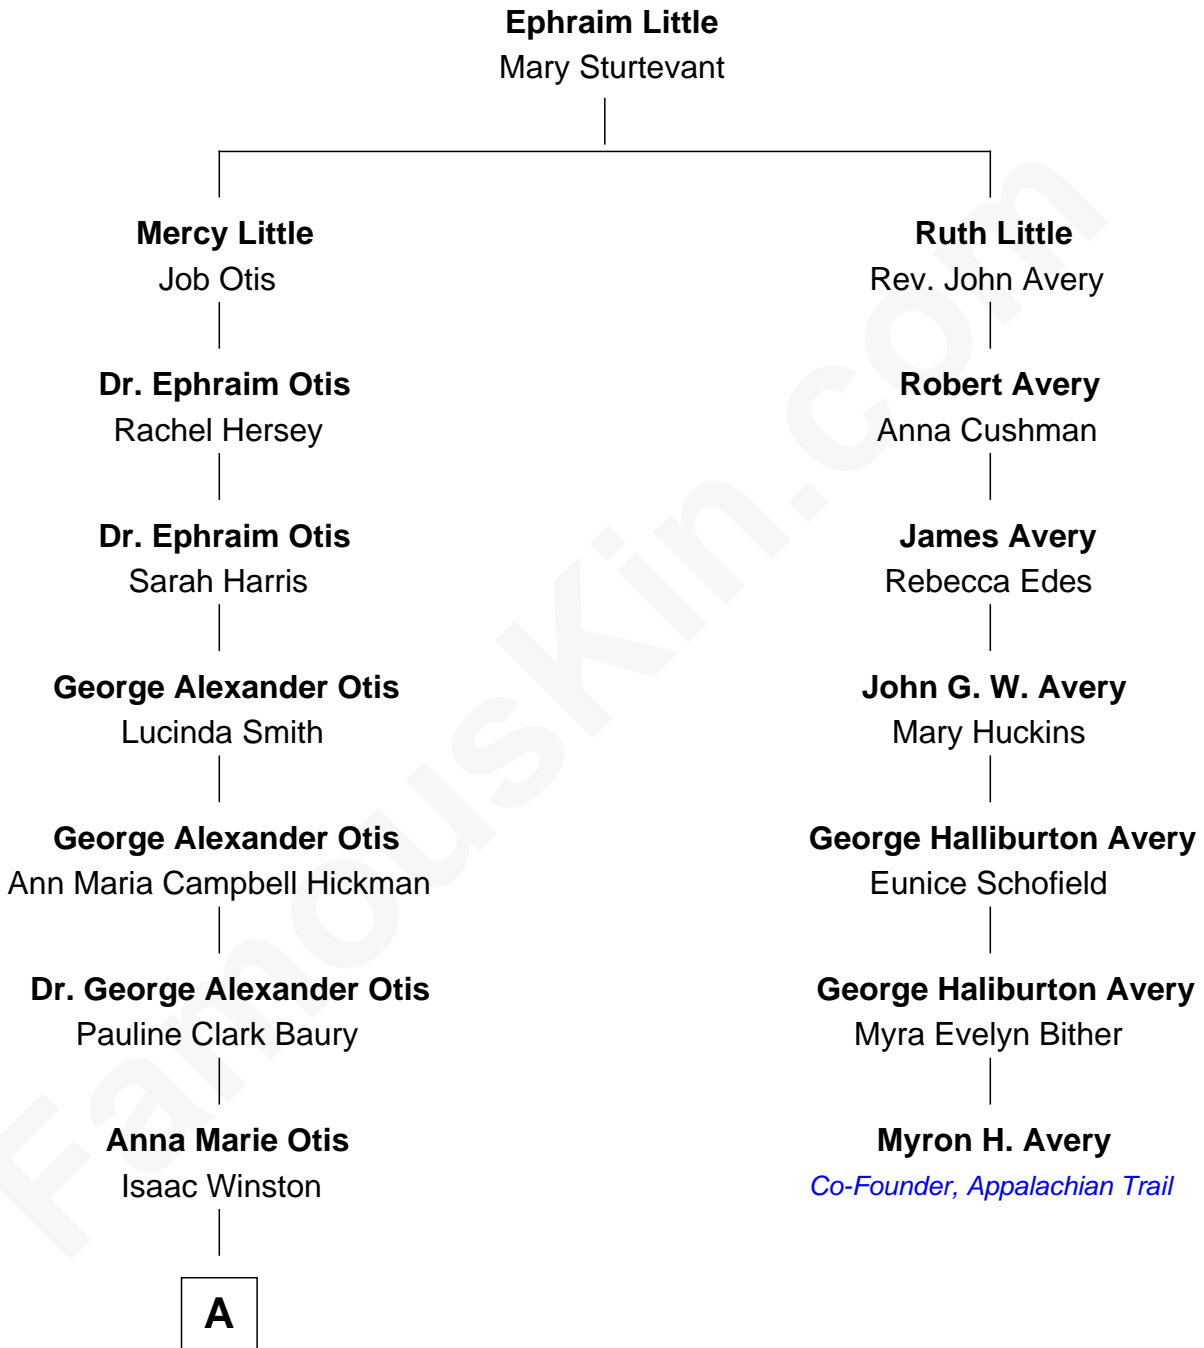 Ephraim Little
Mary Sturtevant
Mercy Little
Job Otis
Ruth Little
Rev. John Avery
Dr. Ephraim Otis
Rachel Hersey
Robert Avery
Anna Cushman
Dr. Ephraim Otis
Sarah Harris
James Avery
Rebecca Edes
George Alexander Otis
Lucinda Smith
John G. W. Avery
Mary Huckins
George Alexander Otis
Ann Maria Campbell Hickman
George Halliburton Avery
Eunice Schofield
Dr. George Alexander Otis
Pauline Clark Baury
George Haliburton Avery
Myra Evelyn Bither
Anna Marie Otis
Isaac Winston
Myron H. Avery
Co-Founder, Appalachian Trail
A
FamousKin.com